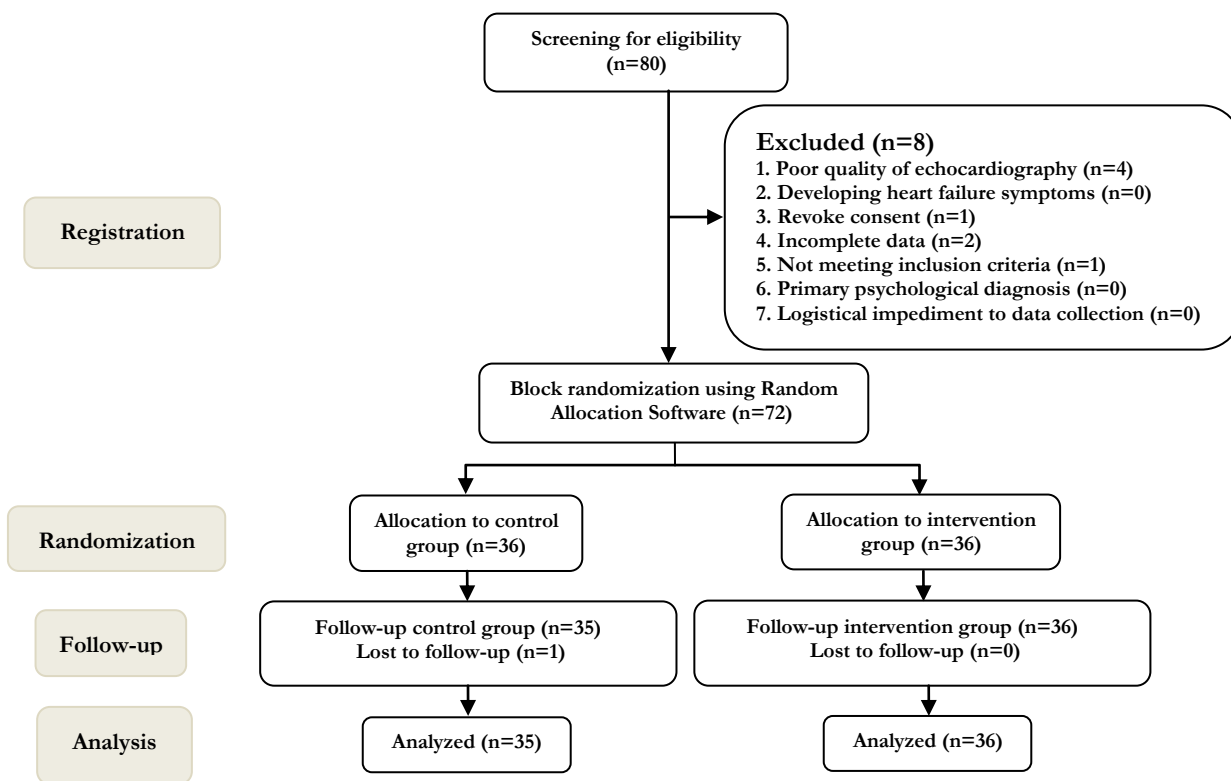 Screening for eligibility
(n=80)
Excluded (n=8)
1. Poor quality of echocardiography (n=4)
2. Developing heart failure symptoms (n=0)
3. Revoke consent (n=1)
4. Incomplete data (n=2)
5. Not meeting inclusion criteria (n=1)
6. Primary psychological diagnosis (n=0)
7. Logistical impediment to data collection (n=0)
Registration
Block randomization using Random
Allocation Software (n=72)
Randomization
Allocation to control
group (n=36)
Allocation to intervention
group (n=36)
Follow-up
Follow-up control group (n=35)
Lost to follow-up (n=1)
Follow-up intervention group (n=36)
Lost to follow-up (n=0)
Analysis
Analyzed (n=35)
Analyzed (n=36)